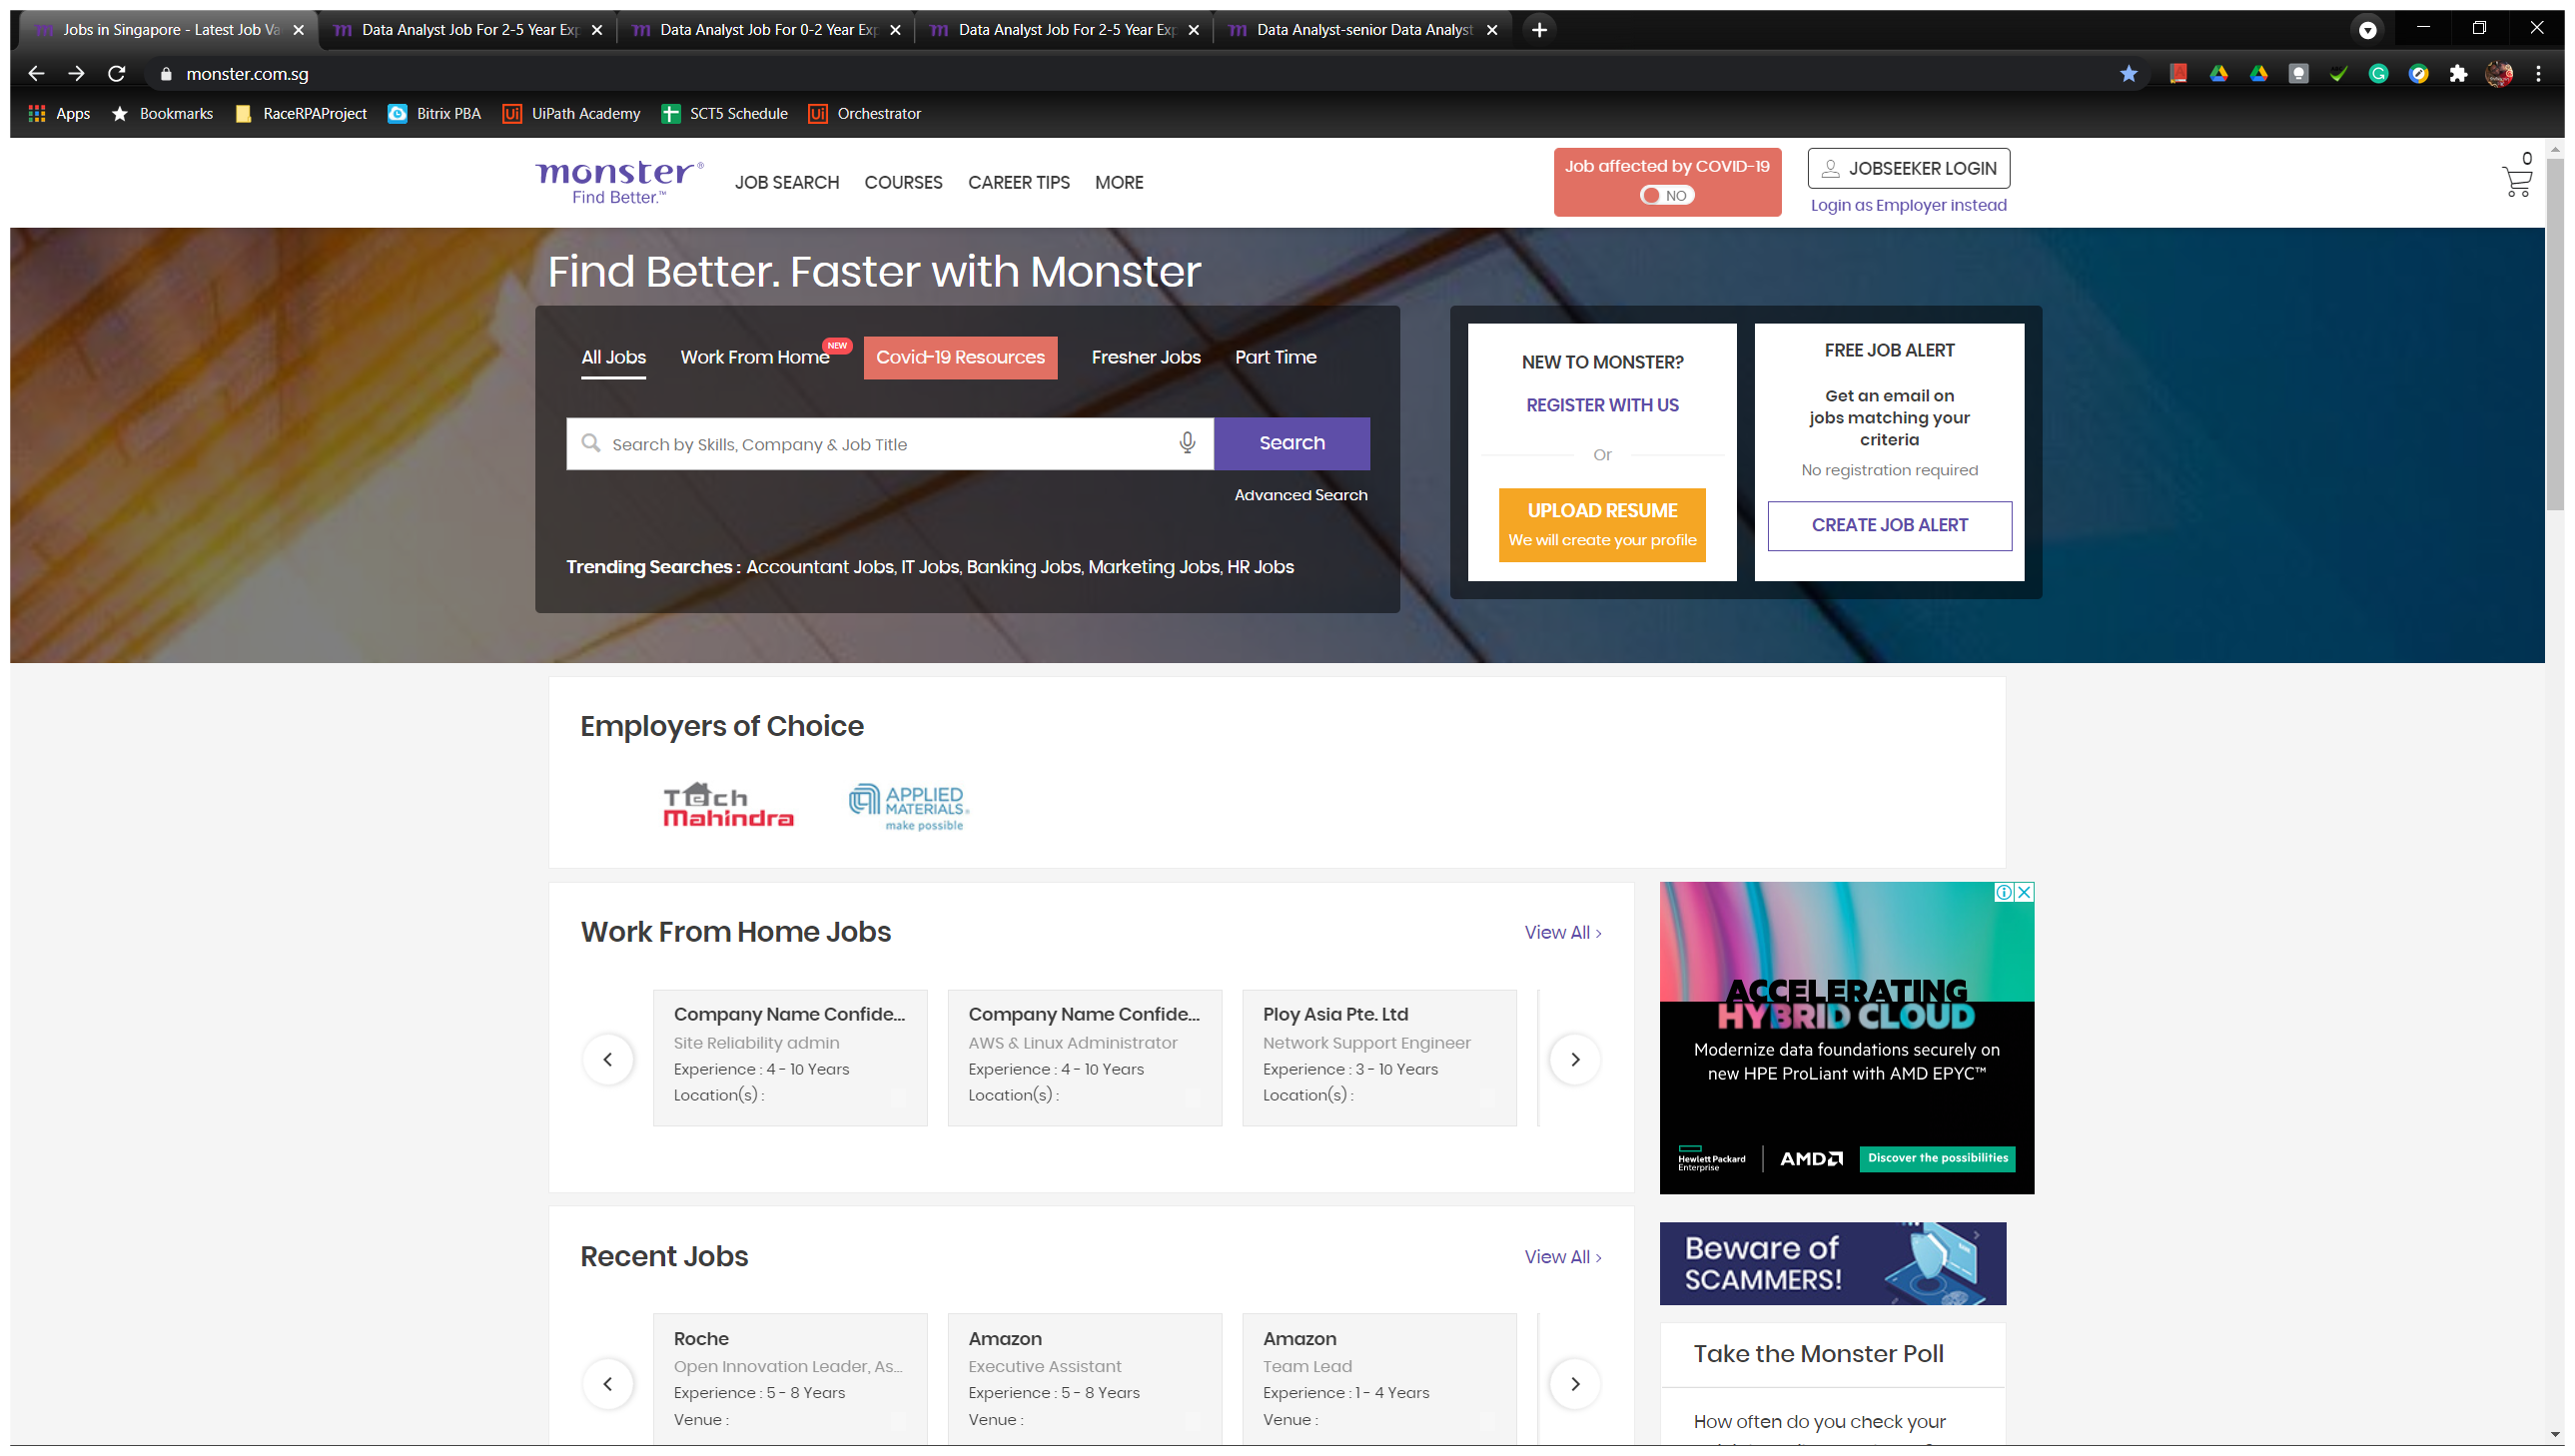 Jobs in Singapore - Latest Job Va
Data Analyst Job For 2-5 Year Exp
Data Analyst Job For 0-2 Year Exp
Data Analyst Job For 2-5 Year Exp
Data Analyst-senior Data Analyst
monster.com.sg
Apps
Bookmarks
RaceRPAProject
Bitrix PBA
UiPath Academy
SCT5 Schedule
Orchestrator
monster®
Find Better.™
JOB SEARCH
COURSES
CAREER TIPS
MORE
Job affected by COVID-19
NO
JOBSEEKER LOGIN
Login as Employer instead
0
Find Better. Faster with Monster
All Jobs
Work From Home
NEW
Covid-19 Resources
Fresher Jobs
Part Time
Search by Skills, Company & Job Title
Search
Advanced Search
Trending Searches : Accountant Jobs, IT Jobs, Banking Jobs, Marketing Jobs, HR Jobs
NEW TO MONSTER?
REGISTER WITH US
Or
UPLOAD RESUME
We will create your profile
FREE JOB ALERT
Get an email on
jobs matching your
criteria
No registration required
CREATE JOB ALERT
Employers of Choice
Tech
Mahindra
APPLIED
MATERIALS®
make possible
Work From Home Jobs
View All >
Company Name Confide...
Site Reliability admin
Experience : 4 - 10 Years
Location(s) :
Company Name Confide...
AWS & Linux Administrator
Experience : 4 - 10 Years
Location(s) :
Ploy Asia Pte. Ltd
Network Support Engineer
Experience : 3 - 10 Years
Location(s) :
ACCELERATING
HYBRID CLOUD
Modernize data foundations securely on
new HPE ProLiant with AMD EPYC™
Hewlett Packard
Enterprise
AMD
Discover the possibilities
Recent Jobs
View All >
Roche
Open Innovation Leader, As...
Experience : 5 - 8 Years
Venue :
Amazon
Executive Assistant
Experience : 5 - 8 Years
Venue :
Amazon
Team Lead
Experience : 1 - 4 Years
Venue :
Beware of
SCAMMERS!
Take the Monster Poll
How often do you check your